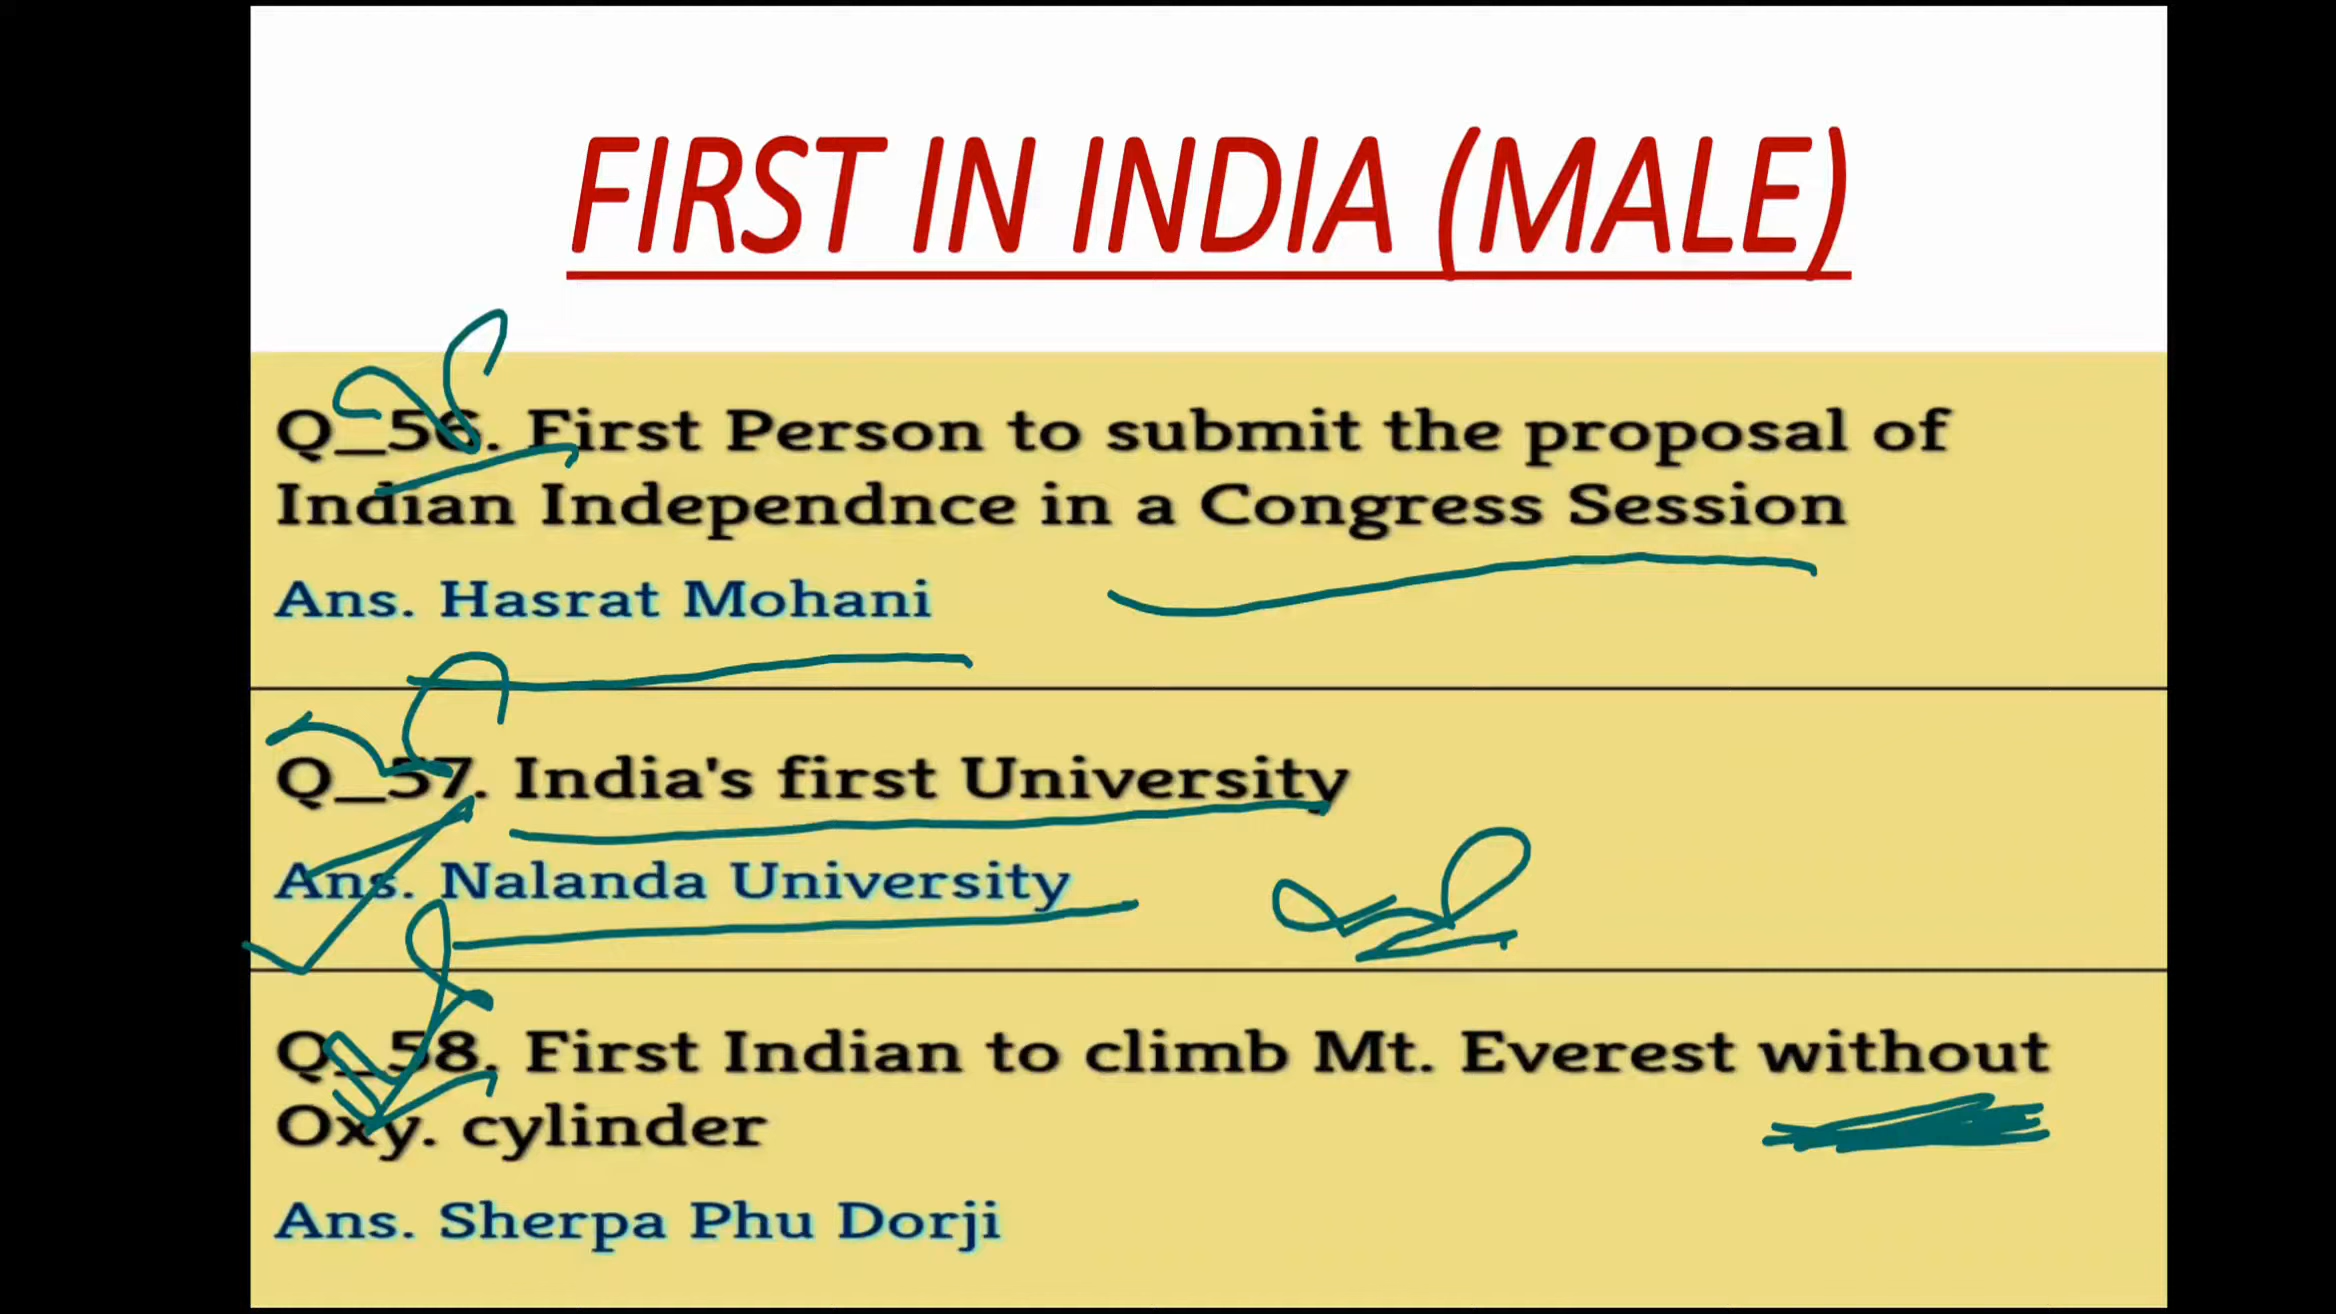 FIRST IN INDIA (MALE)
Q_56. First Person to submit the proposal of
Indian Independnce in a Congress Session
Ans. Hasrat Mohani
Q_57. India's first University
Ans. Nalanda University
Q_58. First Indian to climb Mt. Everest without
Oxy. cylinder
Ans. Sherpa Phu Dorji